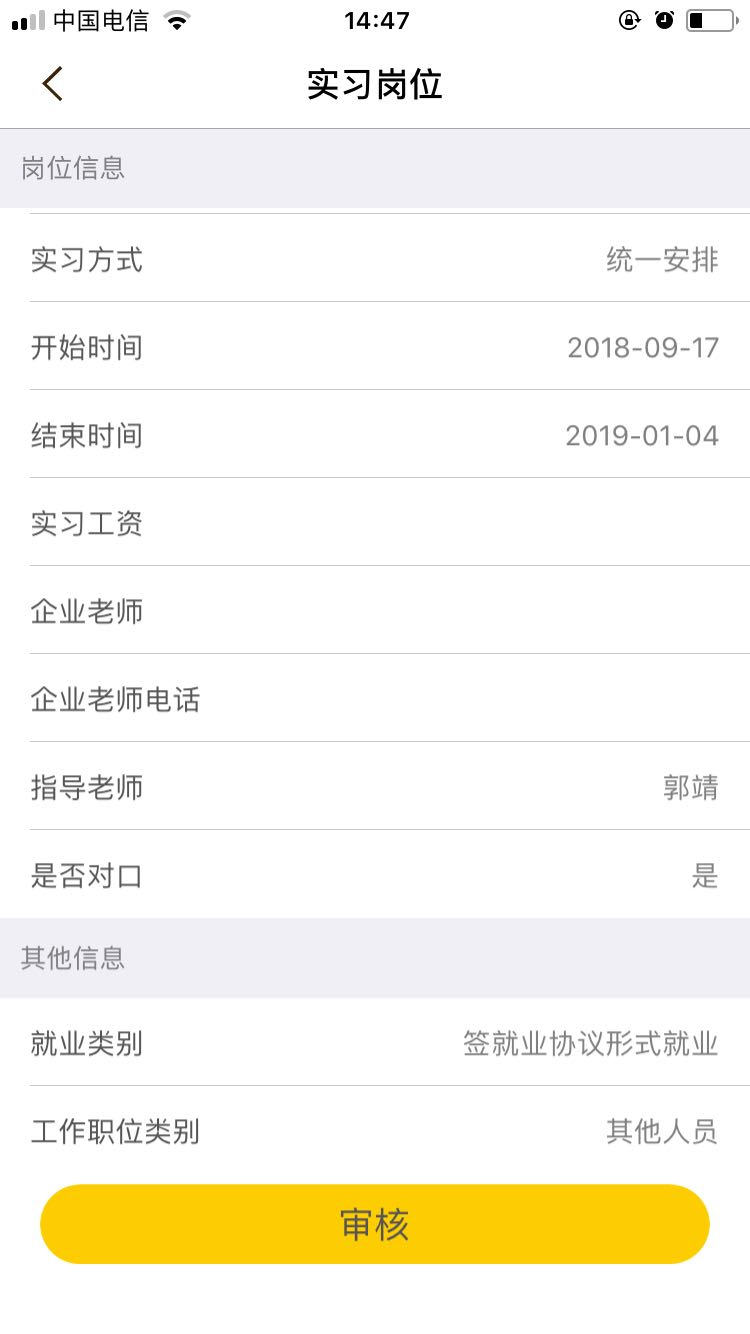 中国电信 14:47
实习岗位
岗位信息
实习方式 统一安排
开始时间 2018-09-17
结束时间 2019-01-04
实习工资
企业老师
企业老师电话
指导老师 郭靖
是否对口 是
其他信息
就业类别 签就业协议形式就业
工作职位类别 其他人员
审核